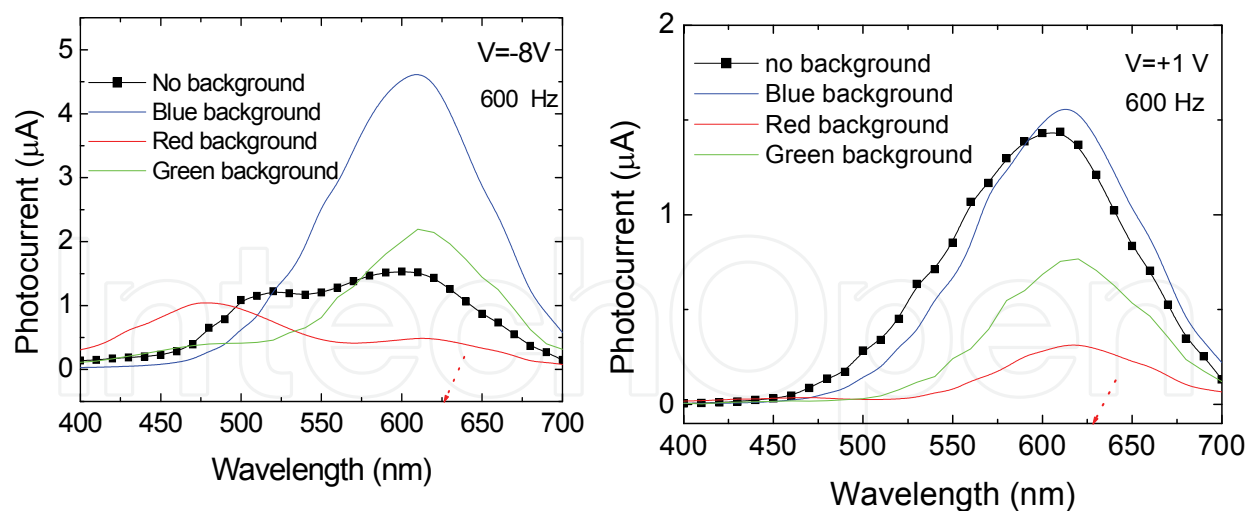 5
4
3
2
1
0
Photocurrent (μA)
V=-8V
600 Hz
No background
Blue background
Red background
Green background
400 450 500 550 600 650 700
Wavelength (nm)
2
1
0
Photocurrent (μA)
V=+1 V
600 Hz
no background
Blue background
Red background
Green background
400 450 500 550 600 650 700
Wavelength (nm)
IntechOpen